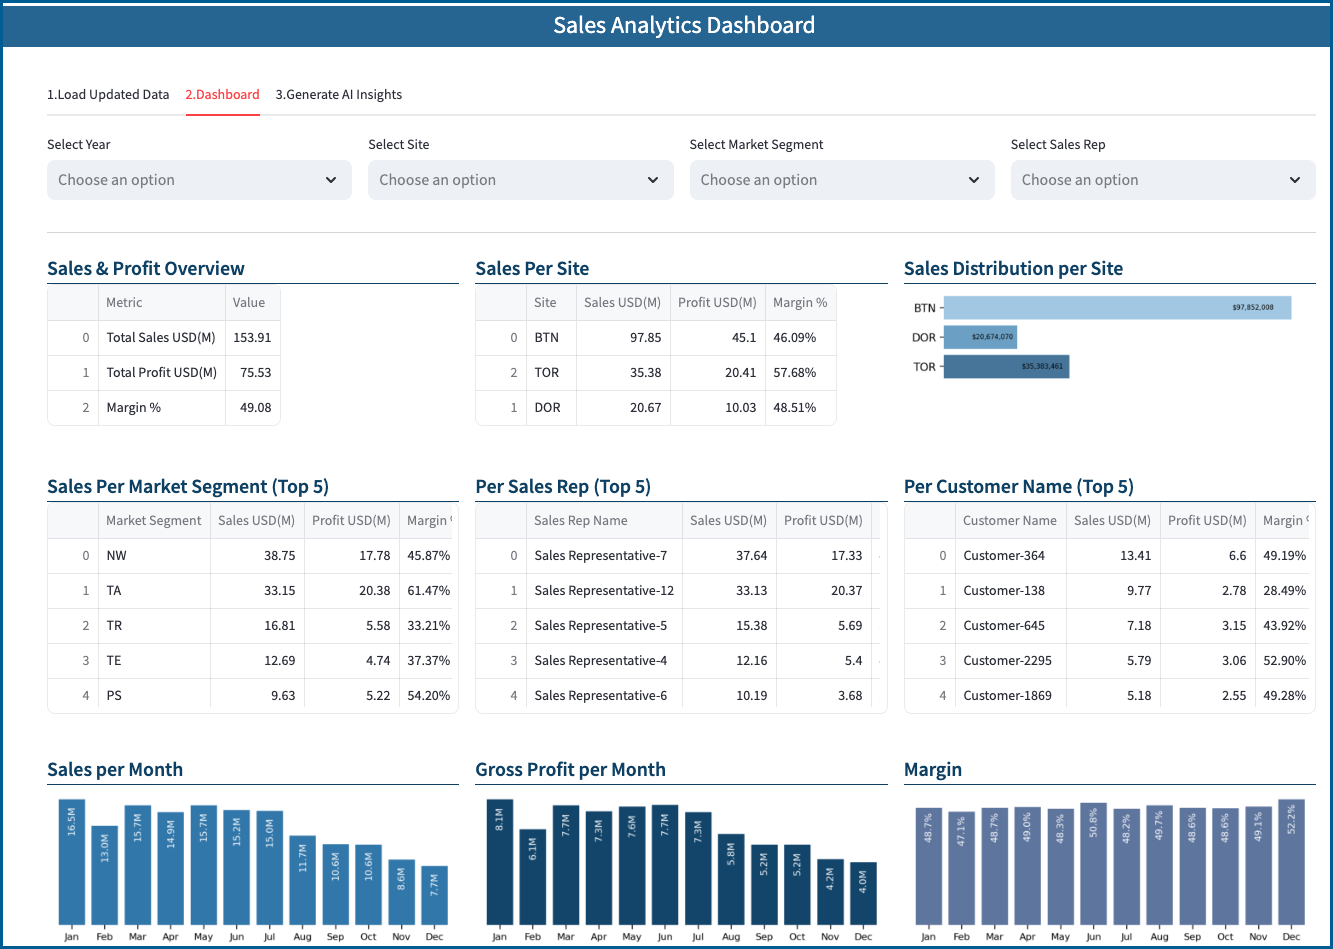 Sales Analytics Dashboard
1.Load Updated Data 2.Dashboard 3.Generate AI Insights
Select Year Select Site Select Market Segment Select Sales Rep
Choose an option Choose an option Choose an option Choose an option
Sales & Profit Overview
Metric Value
0 Total Sales USD(M) 153.91
1 Total Profit USD(M) 75.53
2 Margin % 49.08
Sales Per Site
Site Sales USD(M) Profit USD(M) Margin %
0 BTN 97.85 45.1 46.09%
2 TOR 35.38 20.41 57.68%
1 DOR 20.67 10.03 48.51%
Sales Distribution per Site
BTN $97,852,008
DOR $20,674,070
TOR $35,383,461
Sales Per Market Segment (Top 5)
Market Segment Sales USD(M) Profit USD(M) Margin
0 NW 38.75 17.78 45.87%
1 TA 33.15 20.38 61.47%
2 TR 16.81 5.58 33.21%
3 TE 12.69 4.74 37.37%
4 PS 9.63 5.22 54.20%
Per Sales Rep (Top 5)
Sales Rep Name Sales USD(M) Profit USD(M)
0 Sales Representative-7 37.64 17.33
1 Sales Representative-12 33.13 20.37
2 Sales Representative-5 15.38 5.69
3 Sales Representative-4 12.16 5.4
4 Sales Representative-6 10.19 3.68
Per Customer Name (Top 5)
Customer Name Sales USD(M) Profit USD(M) Margin
0 Customer-364 13.41 6.6 49.19%
1 Customer-138 9.77 2.78 28.49%
2 Customer-645 7.18 3.15 43.92%
3 Customer-2295 5.79 3.06 52.90%
4 Customer-1869 5.18 2.55 49.28%
Sales per Month
16.5M 13.0M 15.7M 14.9M 15.7M 15.2M 15.0M 11.7M 10.6M 10.6M 8.6M 7.7M
Jan Feb Mar Apr May Jun Jul Aug Sep Oct Nov Dec
Gross Profit per Month
8.1M 6.1M 7.7M 7.3M 7.6M 7.7M 7.3M 5.8M 5.2M 5.2M 4.2M 4.0M
Jan Feb Mar Apr May Jun Jul Aug Sep Oct Nov Dec
Margin
48.7% 47.1% 48.7% 49.0% 48.3% 50.8% 48.2% 49.7% 48.6% 48.6% 49.1% 52.2%
Jan Feb Mar Apr May Jun Jul Aug Sep Oct Nov Dec